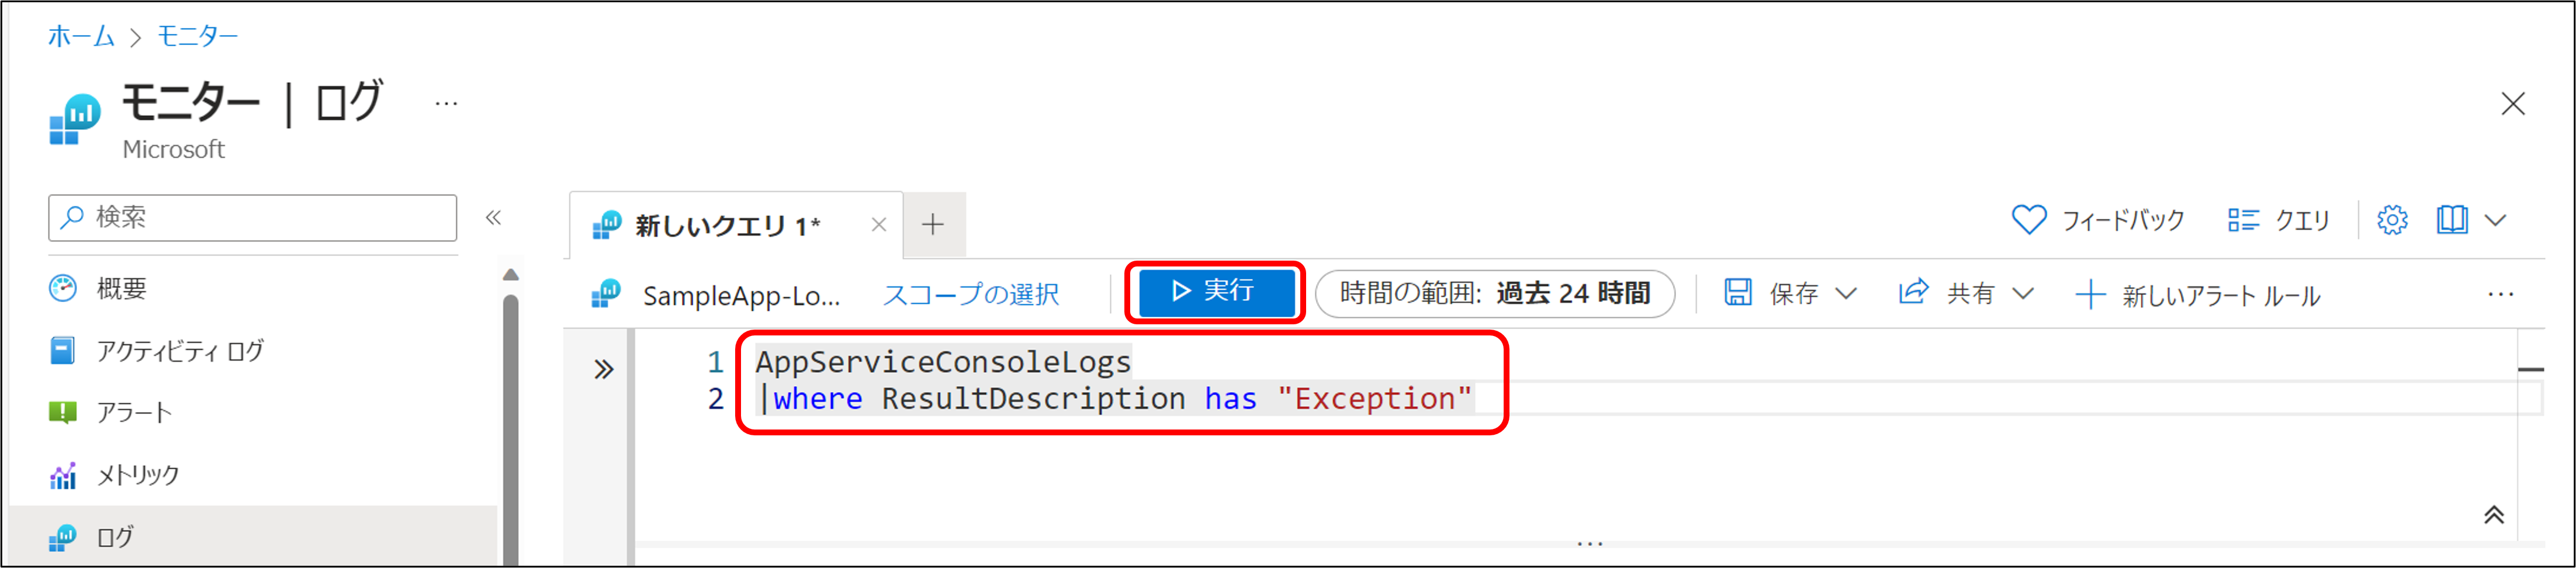 ホーム > モニター
モニター | ログ ...
Microsoft
検索
概要
アクティビティ ログ
アラート
メトリック
ログ
新しいクエリ 1*
フィードバック クエリ
SampleApp-Lo... スコープの選択 実行 時間の範囲: 過去 24 時間 保存 共有 新しいアラート ルール ...
1 AppServiceConsoleLogs
2 |where ResultDescription has "Exception"